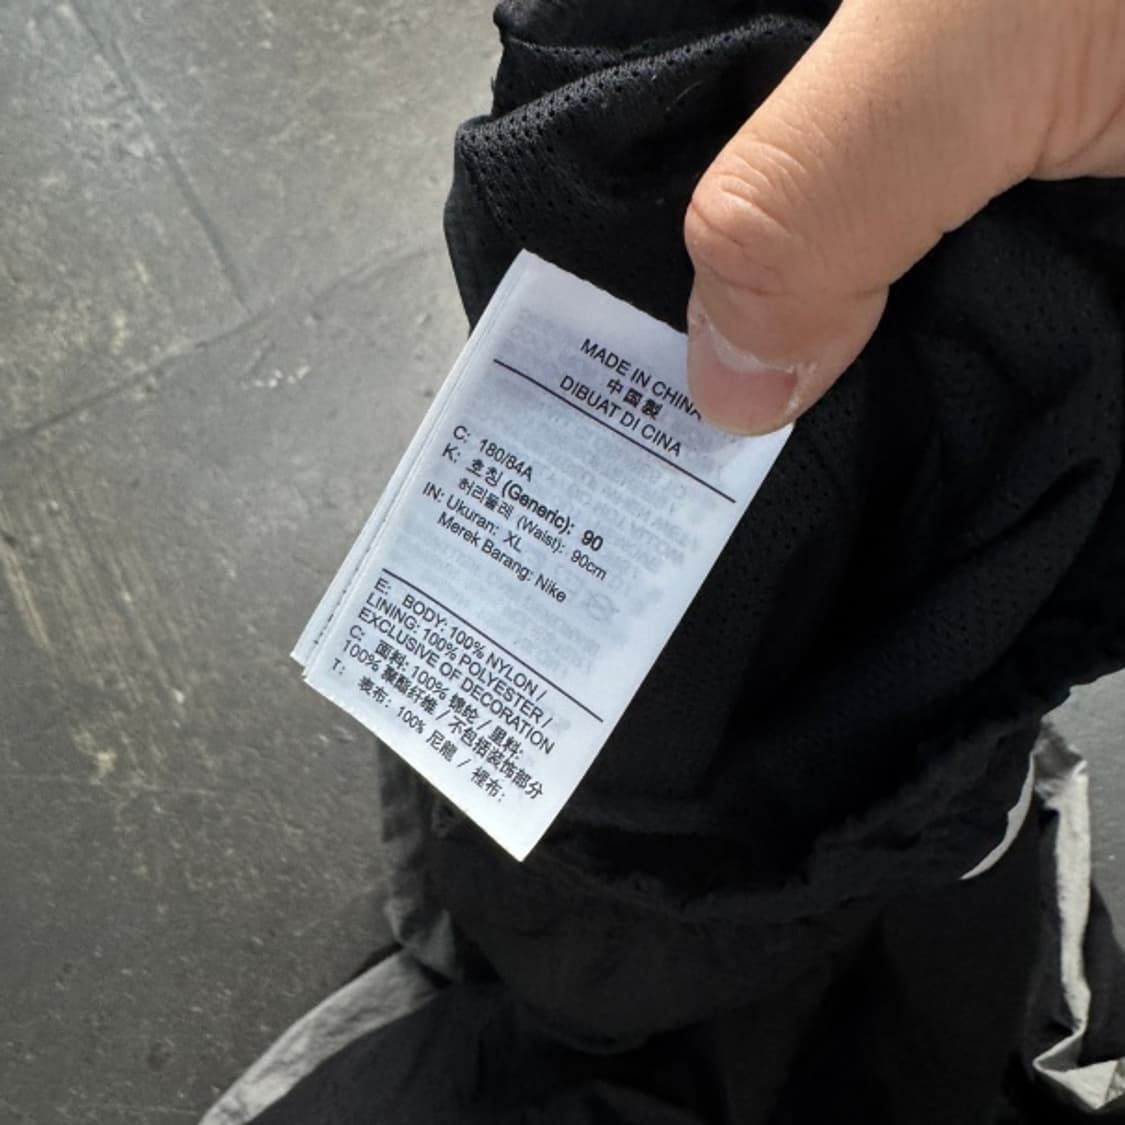 MADE IN CHINA
中国製
DIBUAT DI CINA
C: 180/84A
K: 호칭 (Generic): 90
허리둘레 (Waist): 90cm
IN: Ukuran: XL
Merek Barang: Nike
E: BODY: 100% NYLON /
LINING: 100% POLYESTER /
EXCLUSIVE OF DECORATION
C: 面料: 100% 锦纶 / 里料:
100% 聚酯纤维 / 不包括装饰部分
T: 表布: 100% 尼龍 / 裡布: